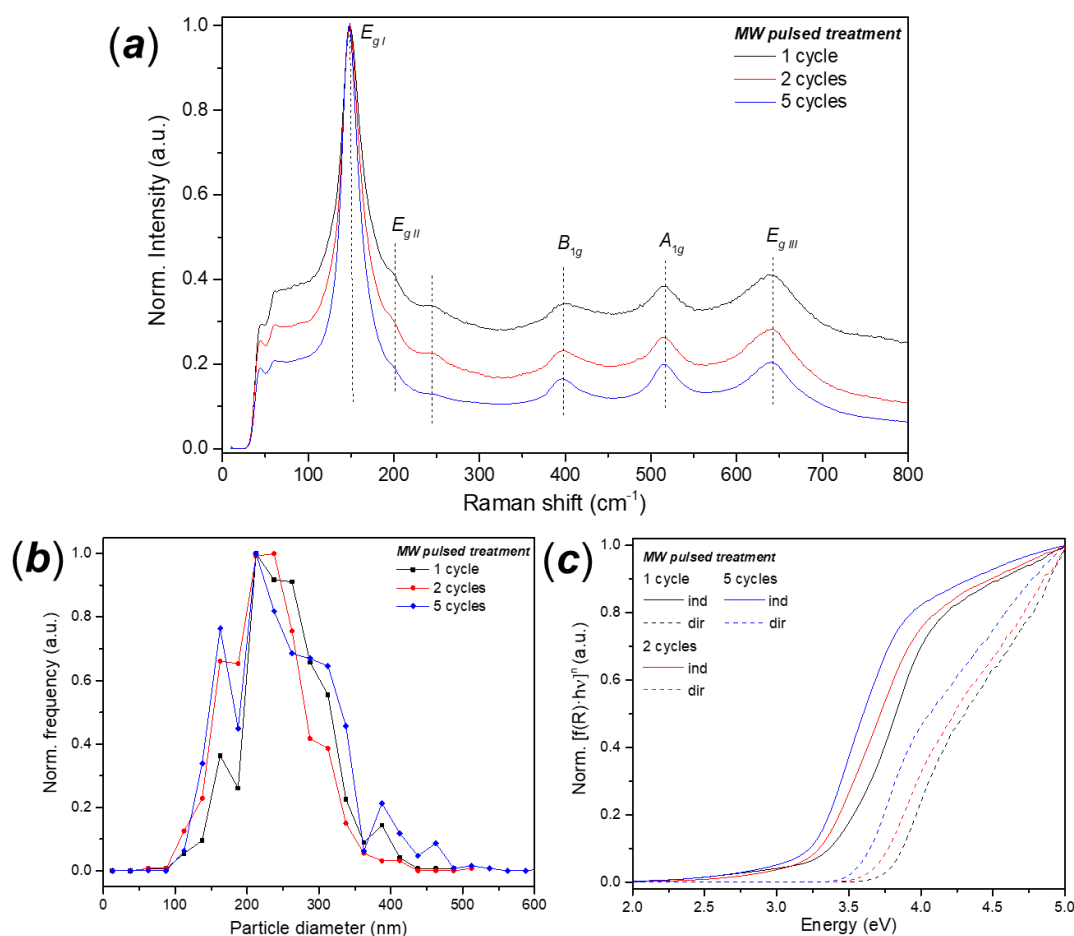 (a)
MW pulsed treatment
1 cycle
2 cycles
5 cycles
E_g I
E_g II
B_1g
A_1g
E_g III
Norm. Intensity (a.u.)
1.0
0.8
0.6
0.4
0.2
0.0
0 100 200 300 400 500 600 700 800
Raman shift (cm⁻¹)
(b)
MW pulsed treatment
1 cycle
2 cycles
5 cycles
Norm. frequency (a.u.)
1.0
0.8
0.6
0.4
0.2
0.0
0 100 200 300 400 500 600
Particle diameter (nm)
(c)
MW pulsed treatment
1 cycle 5 cycles
ind ind
dir dir
2 cycles
ind
dir
Norm. [f(R)·hν]ⁿ (a.u.)
1.0
0.8
0.6
0.4
0.2
0.0
2.0 2.5 3.0 3.5 4.0 4.5 5.0
Energy (eV)